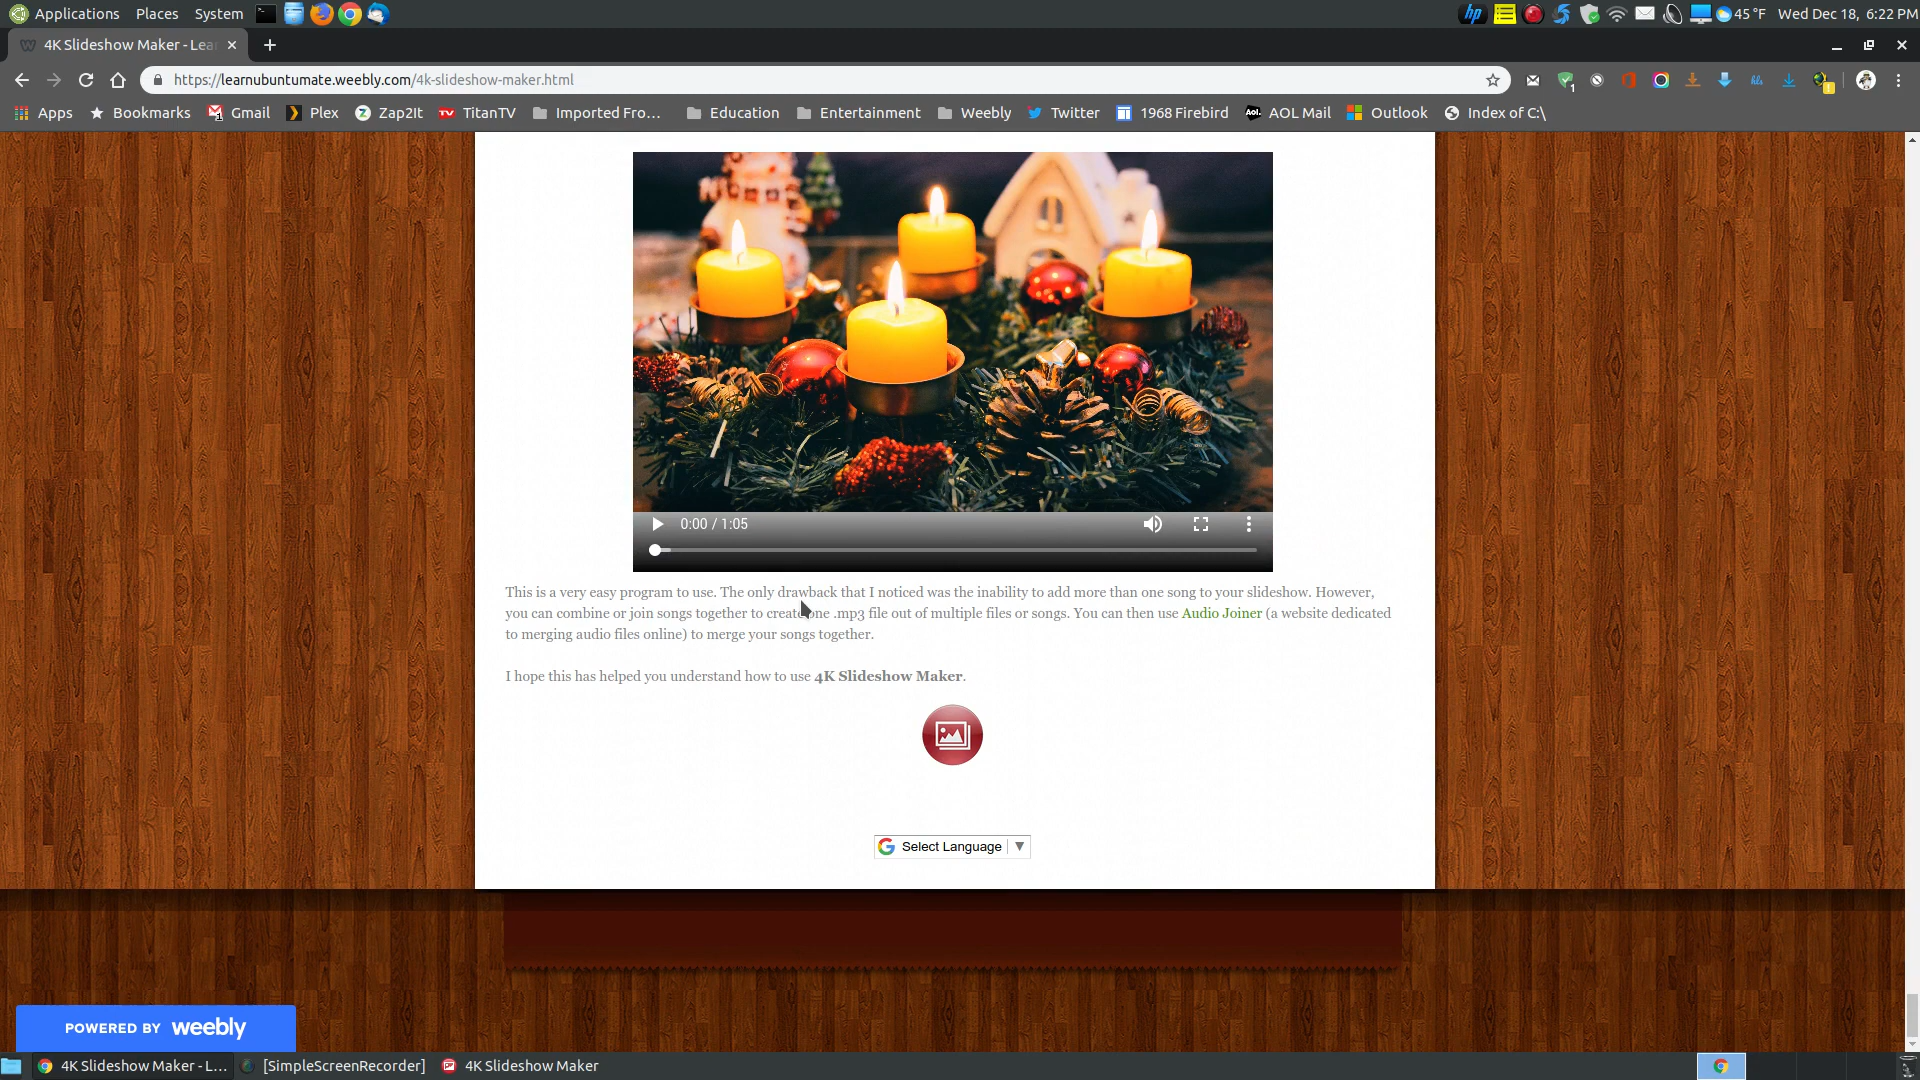 Applications Places System
45 °F Wed Dec 18, 6:22 PM
4K Slideshow Maker - Lea
https://learnubuntumate.weebly.com/4k-slideshow-maker.html
Apps Bookmarks Gmail Plex Zap2It TitanTV Imported Fro... Education Entertainment Weebly Twitter 1968 Firebird AOL Mail Outlook Index of C:\
0:00 / 1:05
This is a very easy program to use. The only drawback that I noticed was the inability to add more than one song to your slideshow. However,
you can combine or join songs together to create one .mp3 file out of multiple files or songs. You can then use Audio Joiner (a website dedicated
to merging audio files online) to merge your songs together.
I hope this has helped you understand how to use 4K Slideshow Maker.
Select Language
POWERED BY weebly
4K Slideshow Maker - L... [SimpleScreenRecorder] 4K Slideshow Maker